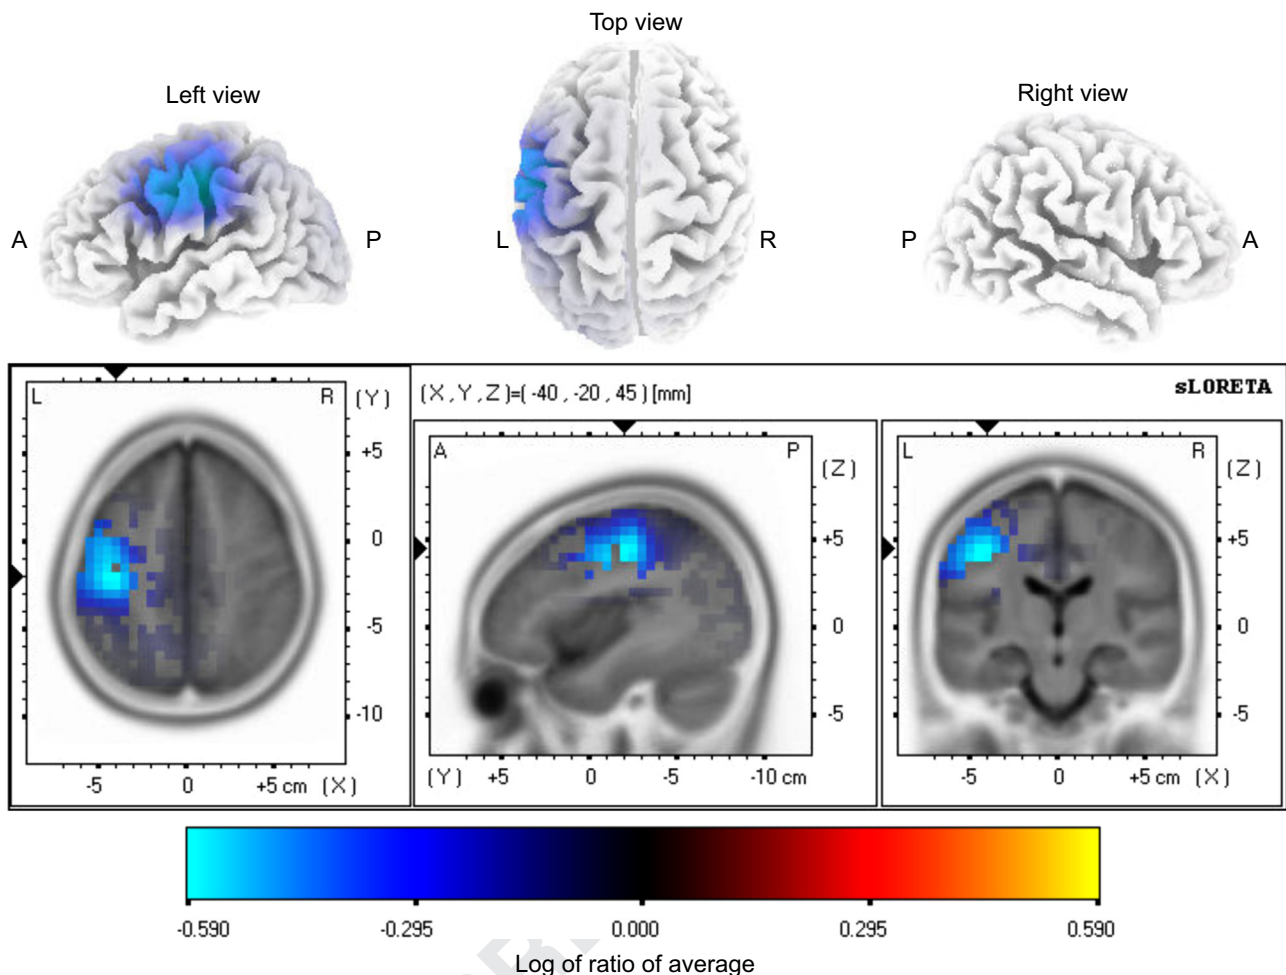 Top view
Left view
Right view
A
P
L
R
P
A
(X,Y,Z)=(-40,-20,45)[mm]
sLORETA
L
R
(Y)
+5
0
-5
-10
-5
0
+5 cm
(X)
A
P
(Z)
+5
0
-5
(Y)
+5
0
-5
-10 cm
L
R
(Z)
+5
0
-5
-5
0
+5 cm
(X)
-0.590
-0.295
0.000
0.295
0.590
Log of ratio of average